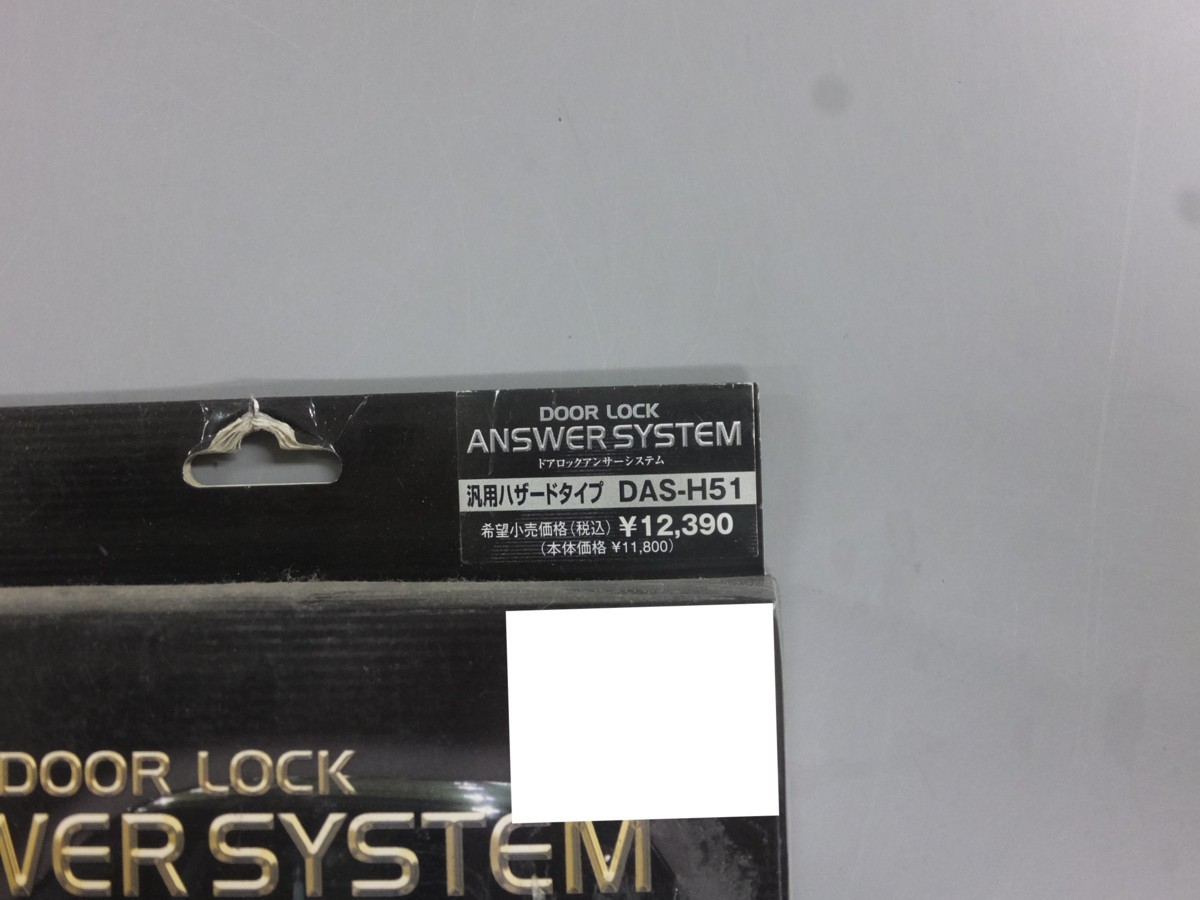 DOOR LOCK
ANSWER SYSTEM
ドアロックアンサーシステム
汎用ハザードタイプ DAS-H51
希望小売価格(税込) ¥12,390
(本体価格 ¥11,800)
DOOR LOCK
WER SYSTEM